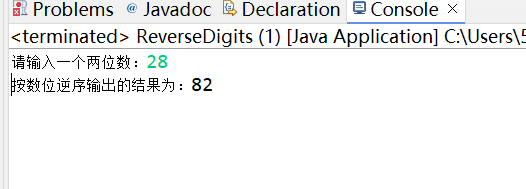 Problems @ Javadoc Declaration Console
<terminated> ReverseDigits (1) [Java Application] C:\Users\5
请输入一个两位数：28
按数位逆序输出的结果为：82